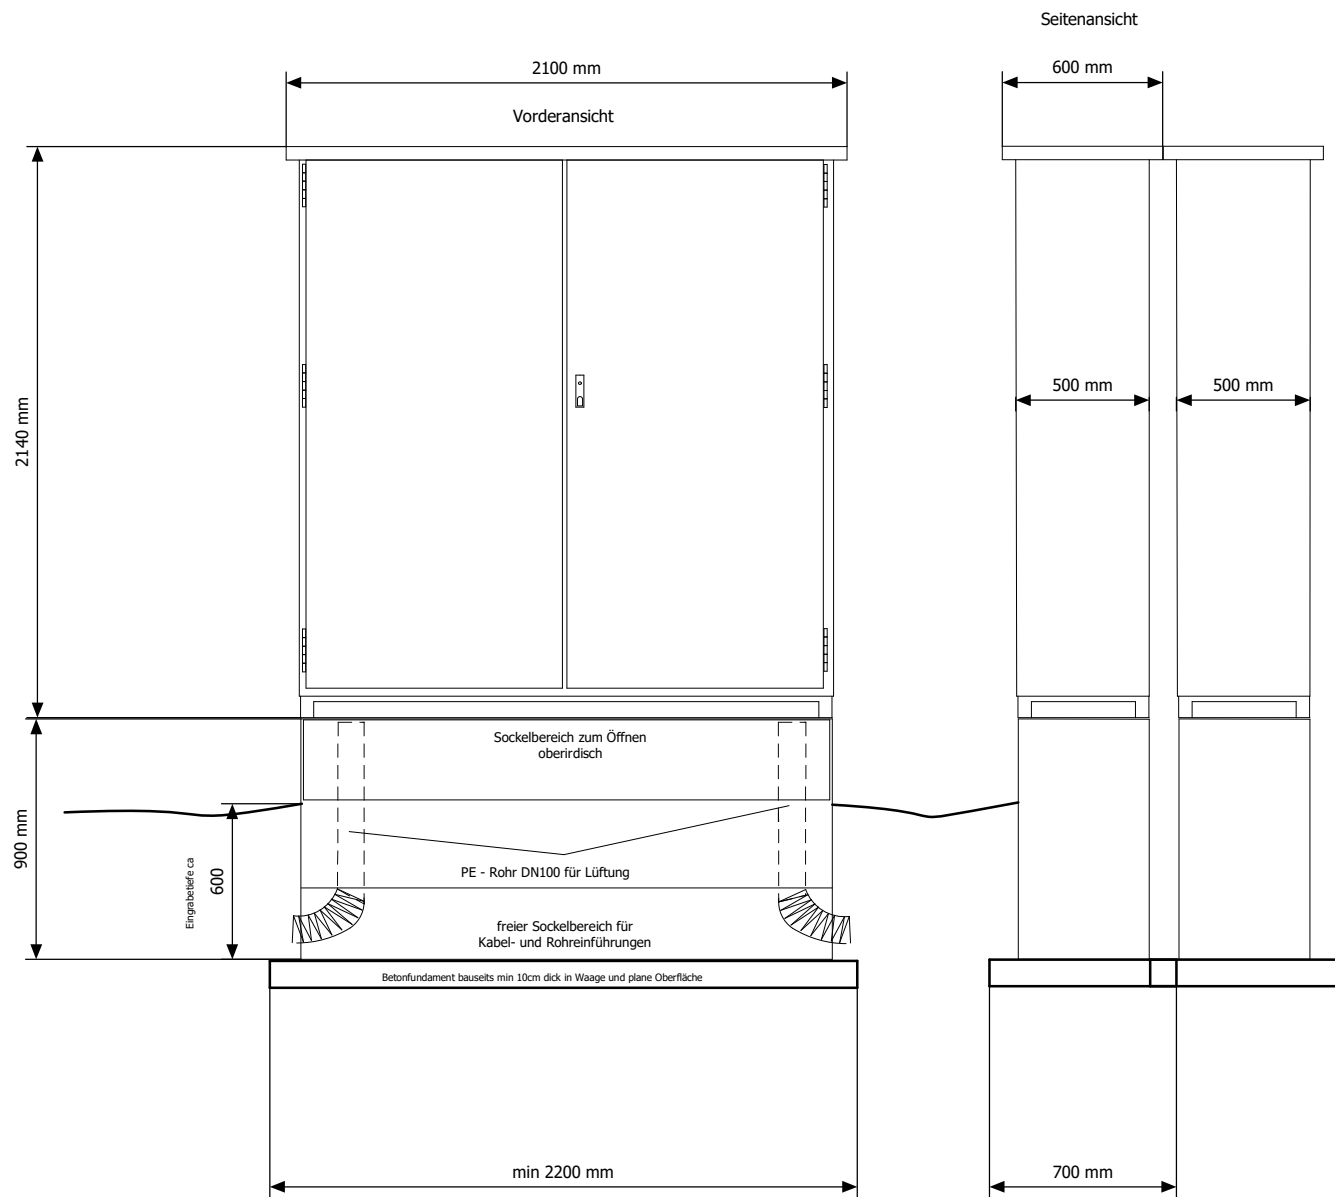 Seitenansicht
2100 mm
600 mm
Vorderansicht
500 mm
500 mm
2140 mm
Sockelbereich zum Öffnen
oberirdisch
900 mm
Eingrabetiefe ca
600
PE - Rohr DN100 für Lüftung
freier Sockelbereich für
Kabel- und Rohreinführungen
Betonfundament bauseits min 10cm dick in Waage und plane Oberfläche
min 2200 mm
700 mm